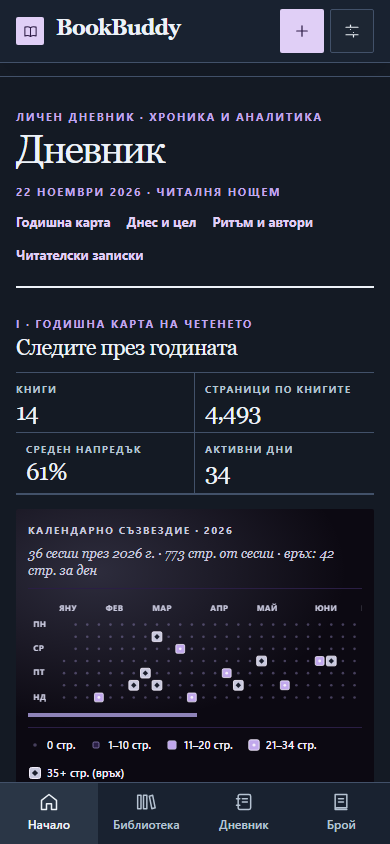 BookBuddy
ЛИЧЕН ДНЕВНИК · ХРОНИКА И АНАЛИТИКА
Дневник
22 НОЕМВРИ 2026 · ЧИТАЛНЯ НОЩЕМ
Годишна карта Днес и цел Ритъм и автори
Читателски записки
I · ГОДИШНА КАРТА НА ЧЕТЕНЕТО
Следите през годината
КНИГИ
14
СТРАНИЦИ ПО КНИГИТЕ
4,493
СРЕДЕН НАПРЕДЪК
61%
АКТИВНИ ДНИ
34
КАЛЕНДАРНО СЪЗВЕЗДИЕ · 2026
36 сесии през 2026 г. · 773 стр. от сесии · връх: 42
стр. за ден
ЯНУ ФЕВ МАР АПР МАЙ ЮНИ
ПН
СР
ПТ
НД
0 стр. 1–10 стр. 11–20 стр. 21–34 стр.
35+ стр. (връх)
Начало Библиотека Дневник Брой